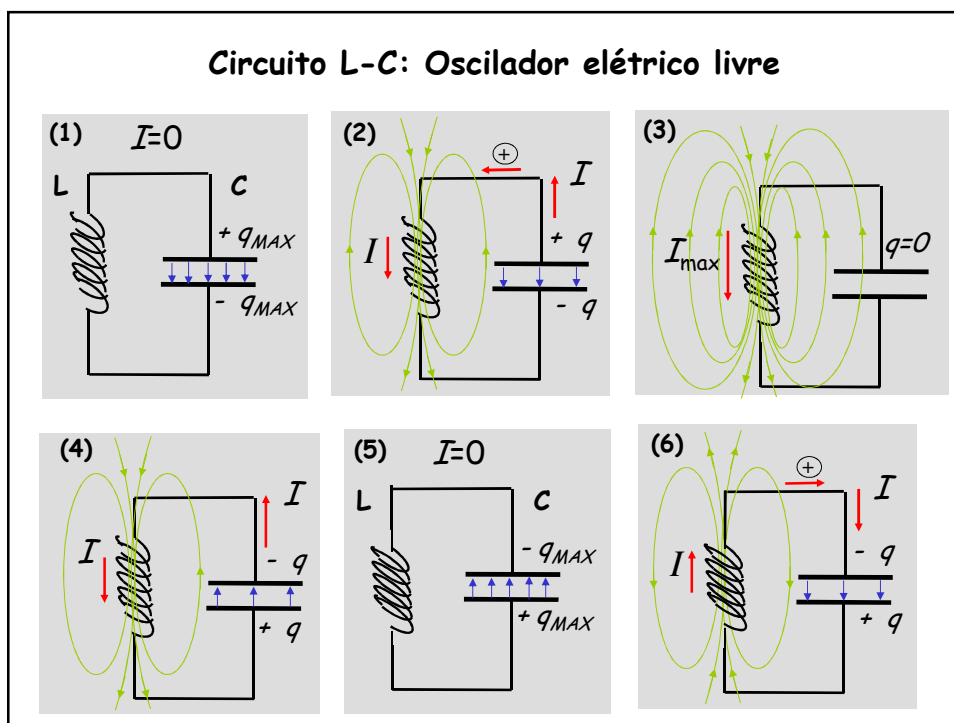 Circuito L-C: Oscilador elétrico livre
(1) I=0
L C
+ qMAX
- qMAX
(2)
+
I
I
+ q
- q
(3)
Imax
q=0
(4)
I
I
- q
+ q
(5) I=0
L C
- qMAX
+ qMAX
(6)
+
I
I
- q
+ q